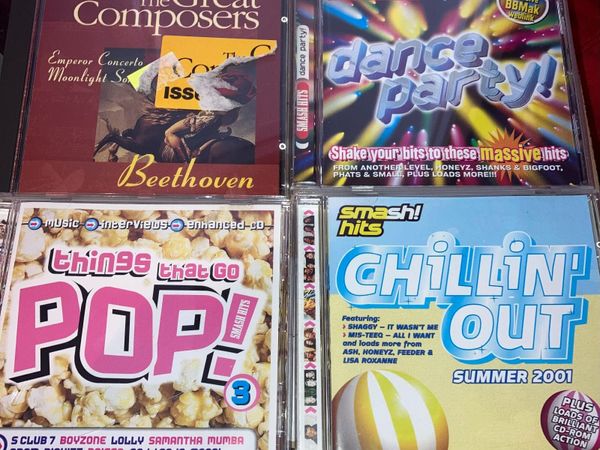 The Great
Composers
Emperor Concerto
Moonlight So
ISSU
Beethoven
SMASH HITS dance party!
BBMak
weblink
dance
party!
Shake your bits to these massive hits
FROM ANOTHER LEVEL, HONEYZ, SHANKS & BIGFOOT,
PHATS & SMALL, PLUS LOADS MORE!!!
music interviews enhanced-CD
things that GO
POP!
SMASH HITS
3
S CLUB 7 BOYZONE LOLLY SAMANTHA MUMBA
smash!
hits
CHiLLiN'
OUT
SUMMER 2001
Featuring:
SHAGGY – IT WASN'T ME
MIS-TEEQ – ALL I WANT
and loads more from
ASH, HONEYZ, FEEDER &
LISA ROXANNE
PLUS
LOADS OF
BRILLIANT
CD-ROM
ACTION